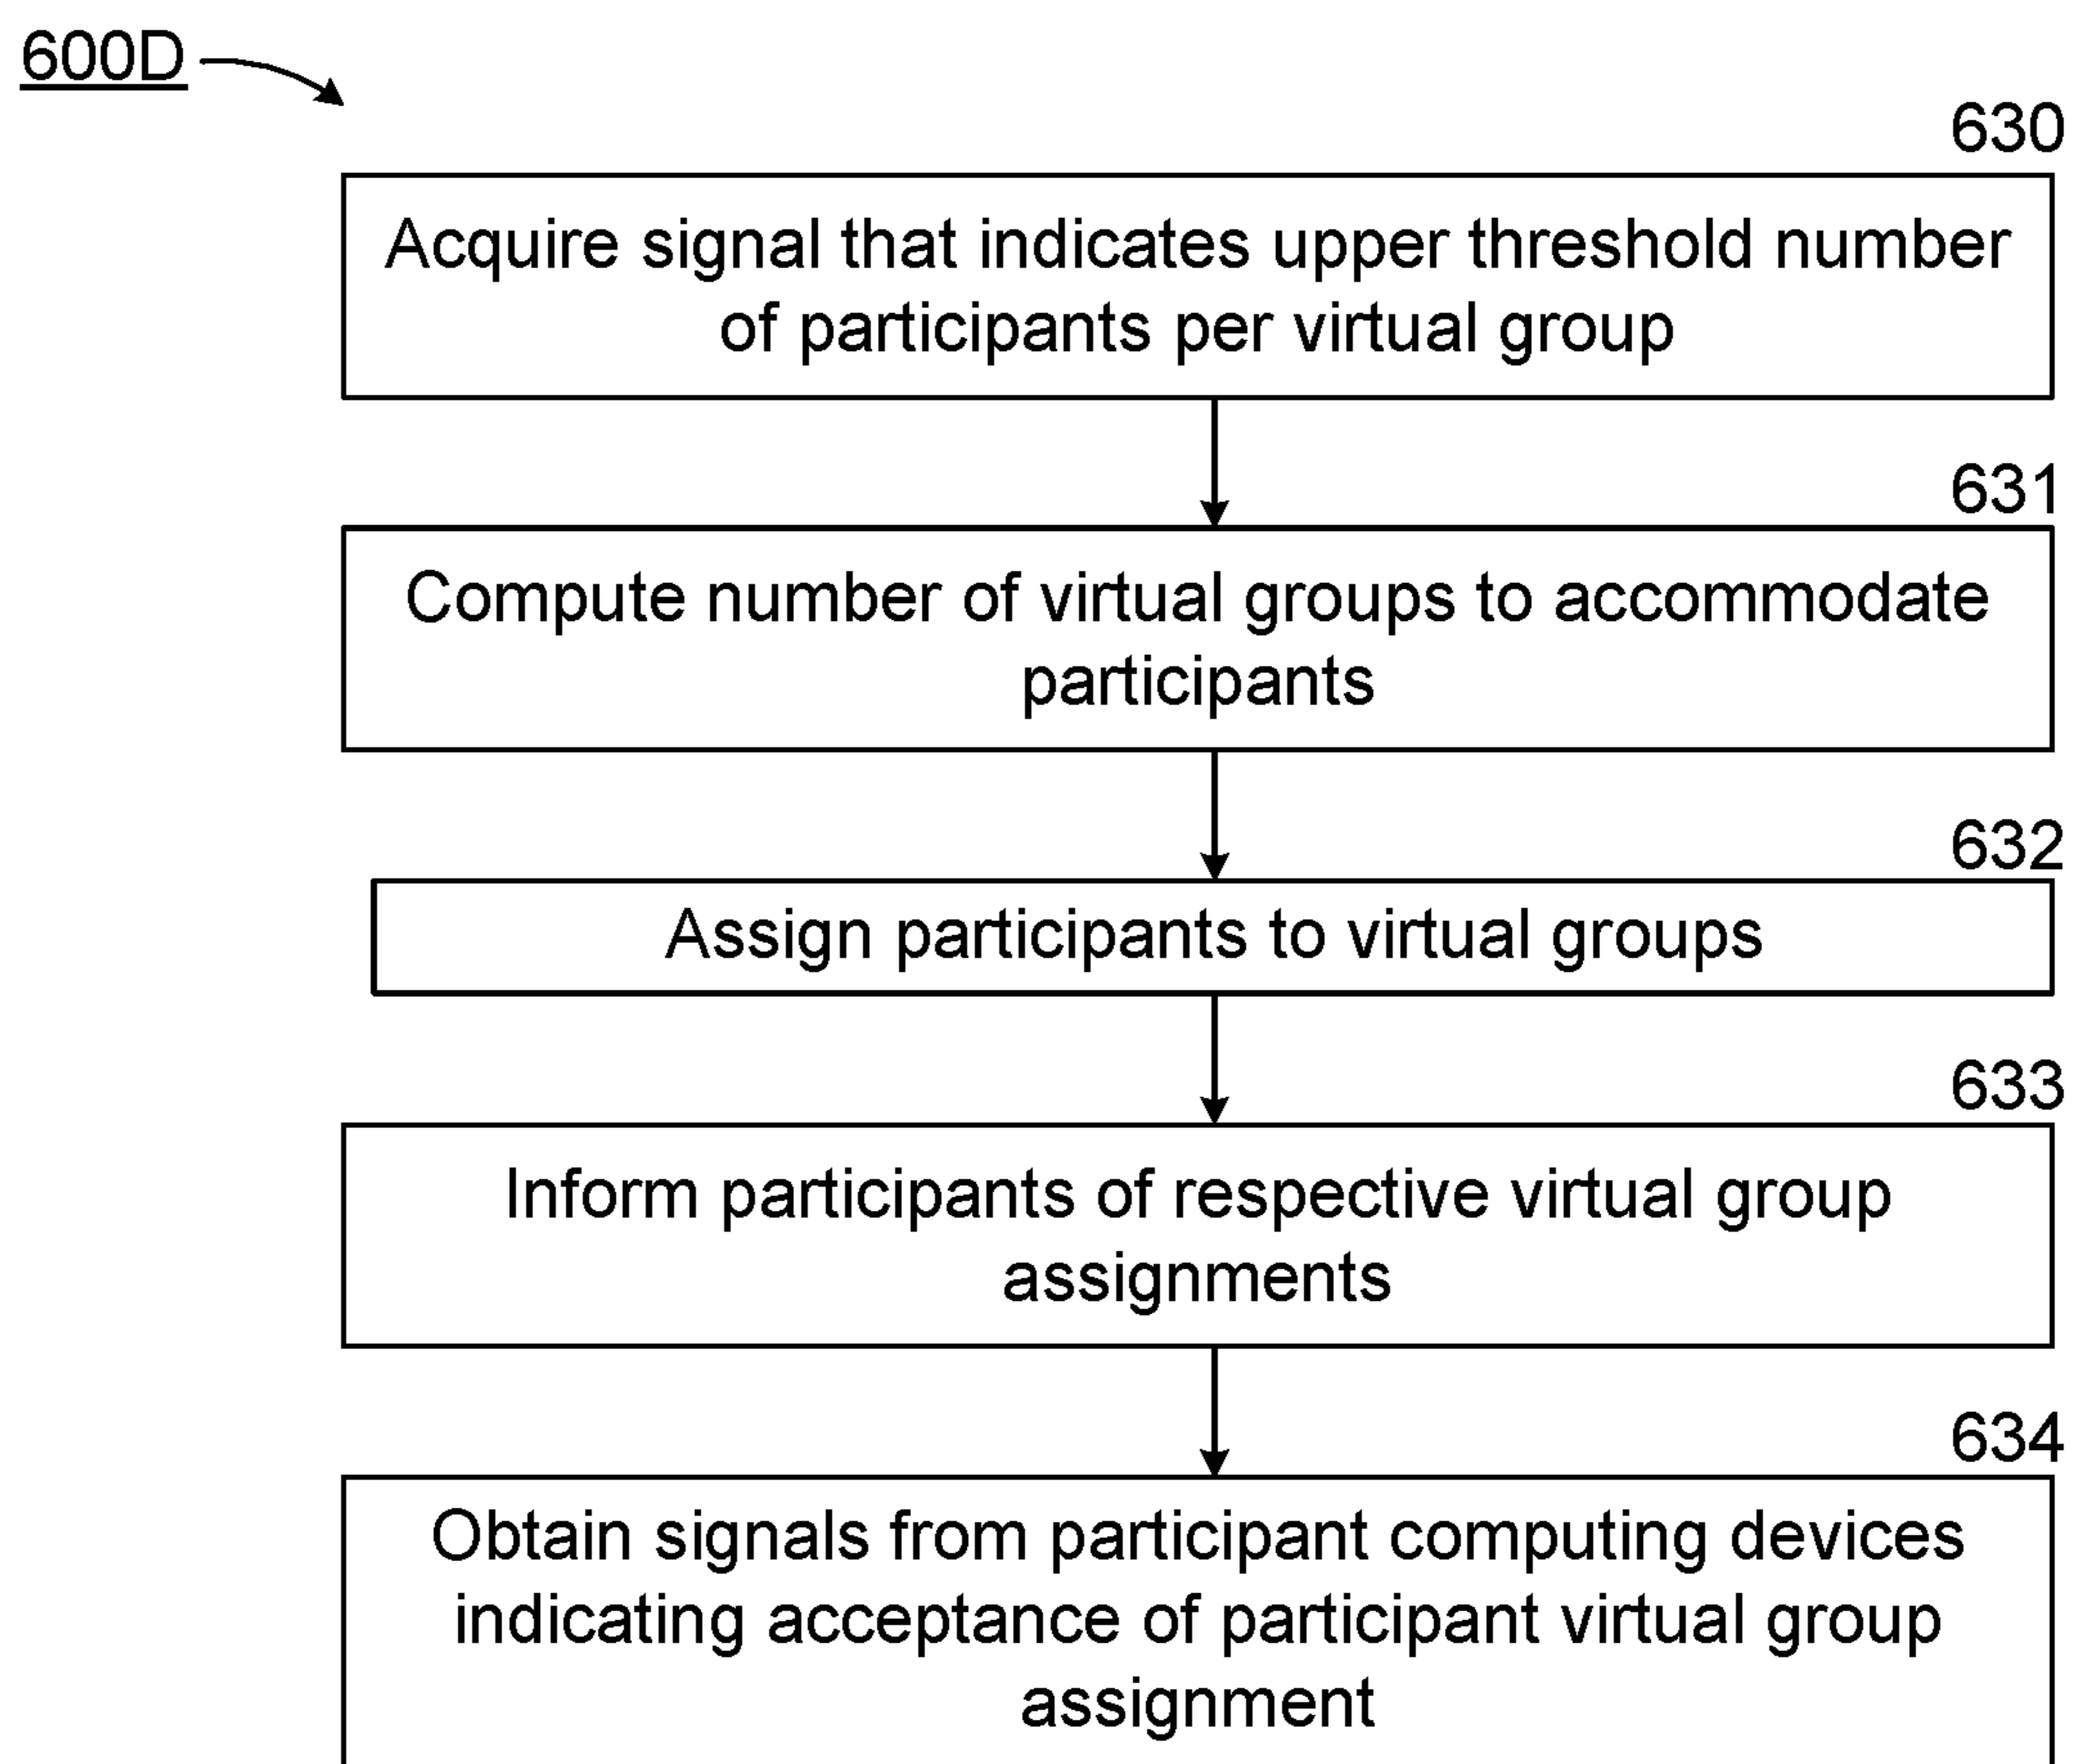 600D
630
Acquire signal that indicates upper threshold number
of participants per virtual group
631
Compute number of virtual groups to accommodate
participants
632
Assign participants to virtual groups
633
Inform participants of respective virtual group
assignments
634
Obtain signals from participant computing devices
indicating acceptance of participant virtual group
assignment